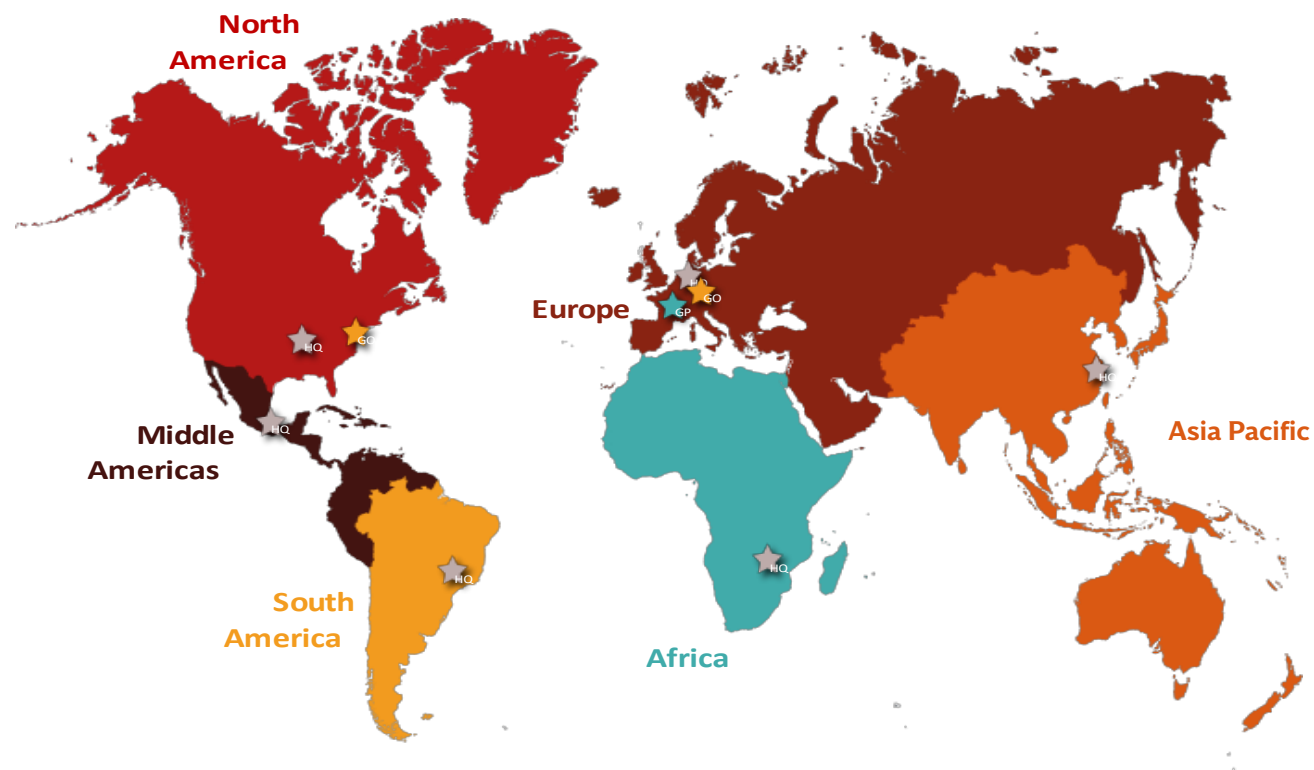 North
America
HQ
GO
Europe
HQ
GO
GP
HQ
Middle
Americas
HQ
Asia Pacific
HQ
South
America
HQ
Africa